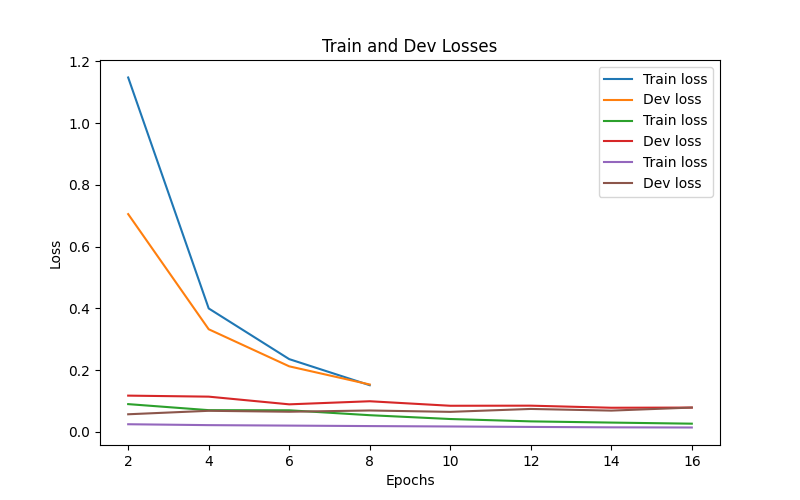 Train and Dev Losses
Train loss
Dev loss
Train loss
Dev loss
Train loss
Dev loss
Loss
1.2
1.0
0.8
0.6
0.4
0.2
0.0
2 4 6 8 10 12 14 16
Epochs